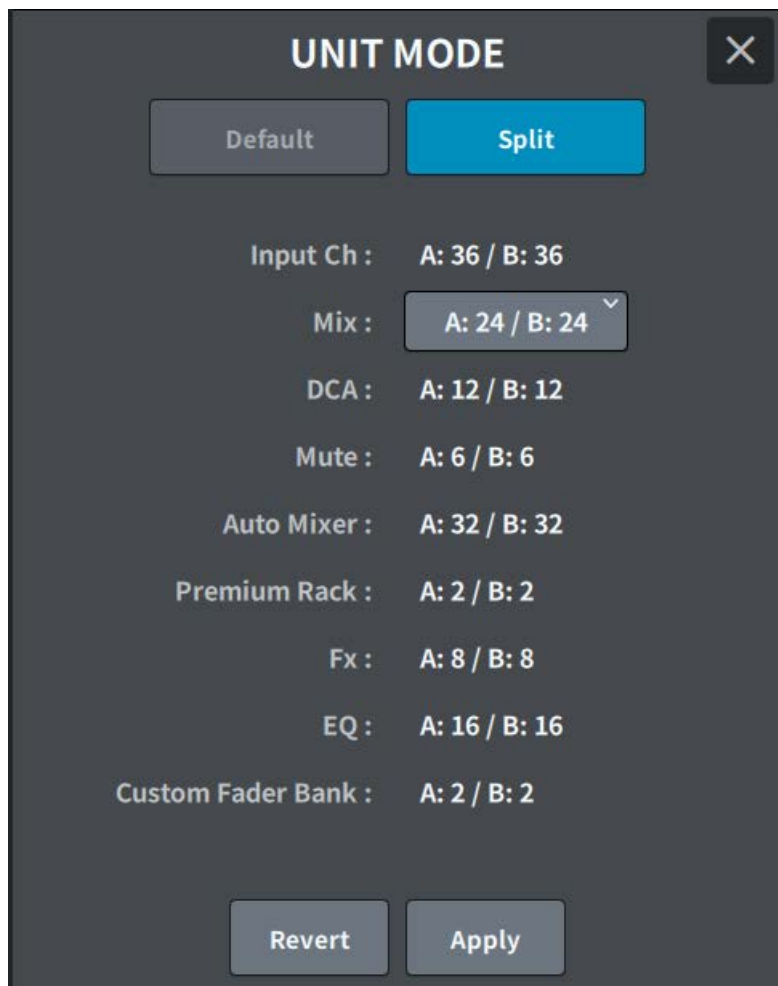 UNIT MODE
Default Split
Input Ch : A: 36 / B: 36
Mix : A: 24 / B: 24
DCA : A: 12 / B: 12
Mute : A: 6 / B: 6
Auto Mixer : A: 32 / B: 32
Premium Rack : A: 2 / B: 2
Fx : A: 8 / B: 8
EQ : A: 16 / B: 16
Custom Fader Bank : A: 2 / B: 2
Revert Apply